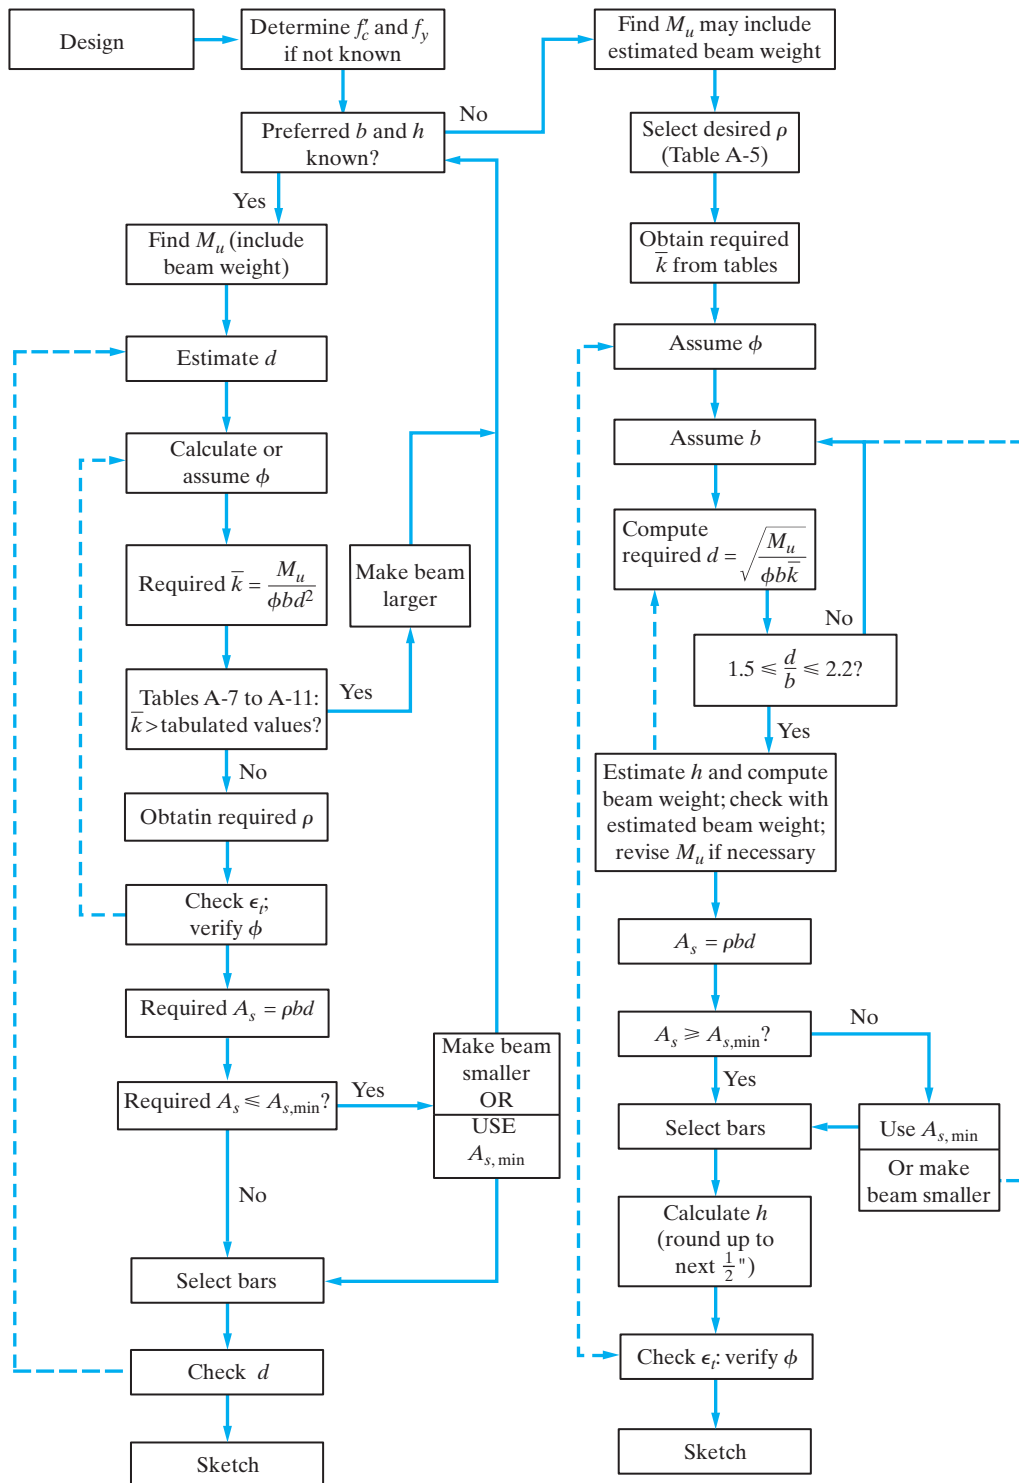 Design
Determine f′c and fy
if not known
Preferred b and h
known?
No
Yes
Find Mu (include
beam weight)
Estimate d
Calculate or
assume ϕ
Required k̅ = Mu / ϕbd²
Tables A-7 to A-11:
k̅ > tabulated values?
Yes
Make beam
larger
No
Obtatin required ρ
Check ϵt;
verify ϕ
Required As = ρbd
Required As ⩽ As,min?
Yes
Make beam
smaller
OR
USE
As, min
No
Select bars
Check d
Sketch
Find Mu may include
estimated beam weight
Select desired ρ
(Table A-5)
Obtain required
k̅ from tables
Assume ϕ
Assume b
Compute
required d = √(Mu / ϕbk̅)
No
1.5 ⩽ d/b ⩽ 2.2?
Yes
Estimate h and compute
beam weight; check with
estimated beam weight;
revise Mu if necessary
As = ρbd
As ⩾ As,min?
No
Yes
Select bars
Use As, min
Or make
beam smaller
Calculate h
(round up to
next 1/2")
Check ϵt: verify ϕ
Sketch